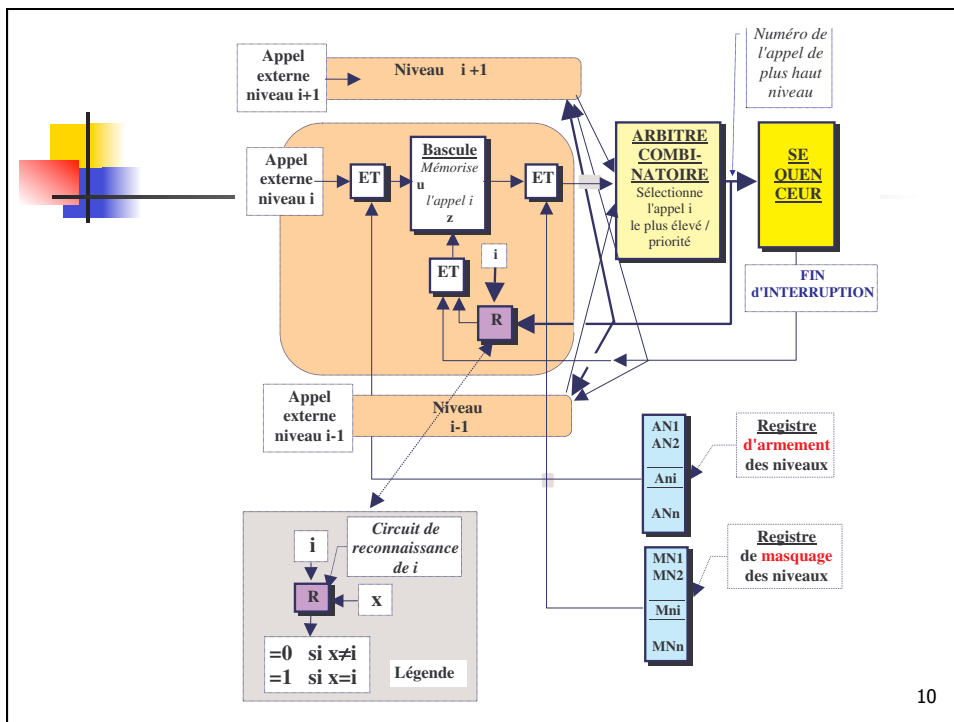 Appel
externe
niveau i+1
Niveau i +1
Numéro de
l'appel de
plus haut
niveau
Appel
externe
niveau i
ET
Bascule
Mémorise
u
l'appel i
z
ET
ARBITRE
COMBI-
NATOIRE
Sélectionne
l'appel i
le plus élevé /
priorité
SE
QUEN
CEUR
ET
i
R
FIN
d'INTERRUPTION
Appel
externe
niveau i-1
Niveau
i-1
AN1
AN2
Ani
ANn
Registre
d'armement
des niveaux
MN1
MN2
Mni
MNn
Registre
de masquage
des niveaux
i
Circuit de
reconnaissance
de i
R
x
=0 si x≠i
=1 si x=i
Légende
10